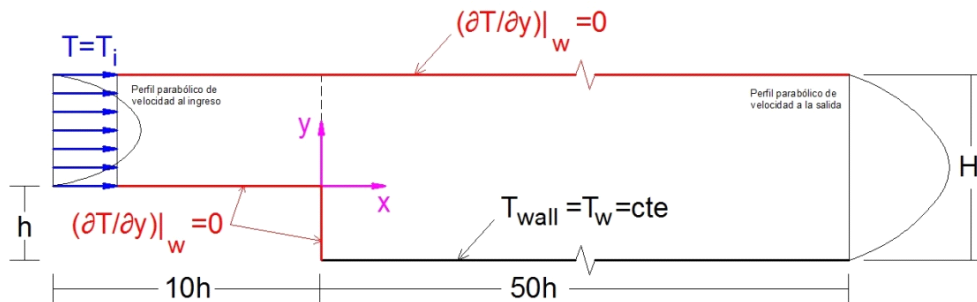 (∂T/∂y)|w =0
T=Ti
Perfil parabólico de
velocidad al ingreso
Perfil parabólico de
velocidad a la salida
y
x
H
h
(∂T/∂y)|w =0
Twall =Tw=cte
10h
50h